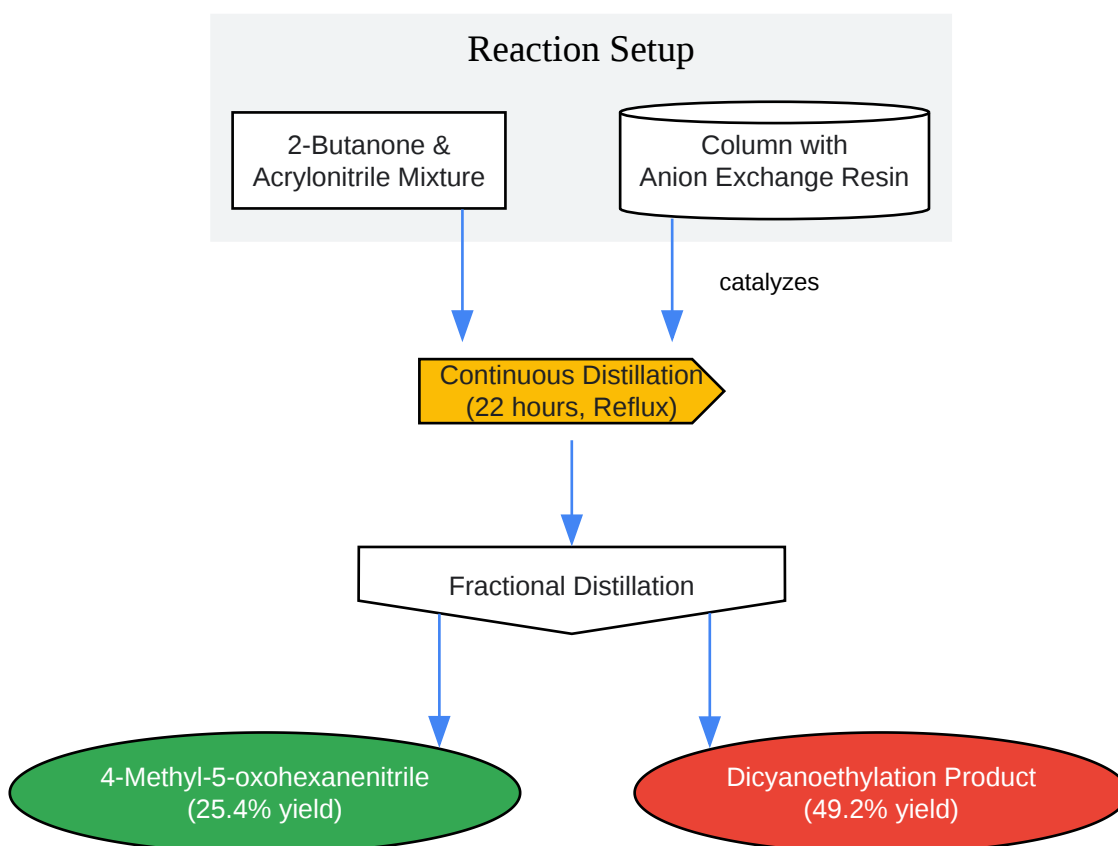 Reaction Setup
2-Butanone &
Acrylonitrile Mixture
Column with
Anion Exchange Resin
catalyzes
Continuous Distillation
(22 hours, Reflux)
Fractional Distillation
4-Methyl-5-oxohexanenitrile
(25.4% yield)
Dicyanoethylation Product
(49.2% yield)